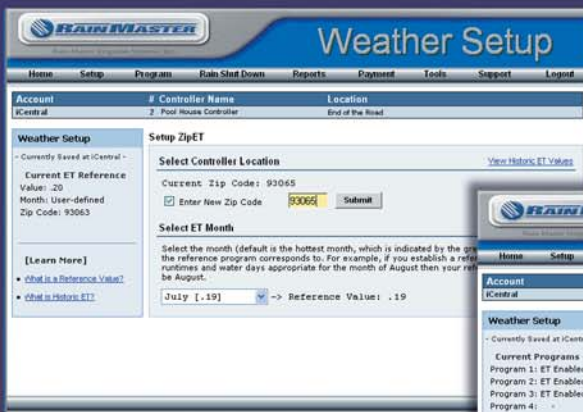 RAIN MASTER
Weather Setup
Home Setup Program Rain Shut Down Reports Payment Tools Support Logout
Account # Controller Name Location
iCentral 2 Pool House Controller End of the Road
Weather Setup
- Currently Saved at iCentral -
Current ET Reference
Value: .20
Month: User-defined
Zip Code: 93063
[Learn More]
What is a Reference Value?
What is Historic ET?
Setup ZipET
Select Controller Location View Historic ET Values
Current Zip Code: 93065
Enter New Zip Code 93065 Submit
Select ET Month
Select the month (default is the hottest month, which is indicated by the gre
the reference program corresponds to. For example, if you establish a refe
runtimes and water days appropriate for the month of August then your ref
be August.
July [.19] -> Reference Value: .19
RAIN
Home Setup
Account
iCentral
Weather Setup
- Currently Saved at iCentr
Current Programs
Program 1: ET Enabled
Program 2: ET Enabled
Program 3: ET Enabled
Program 4: -